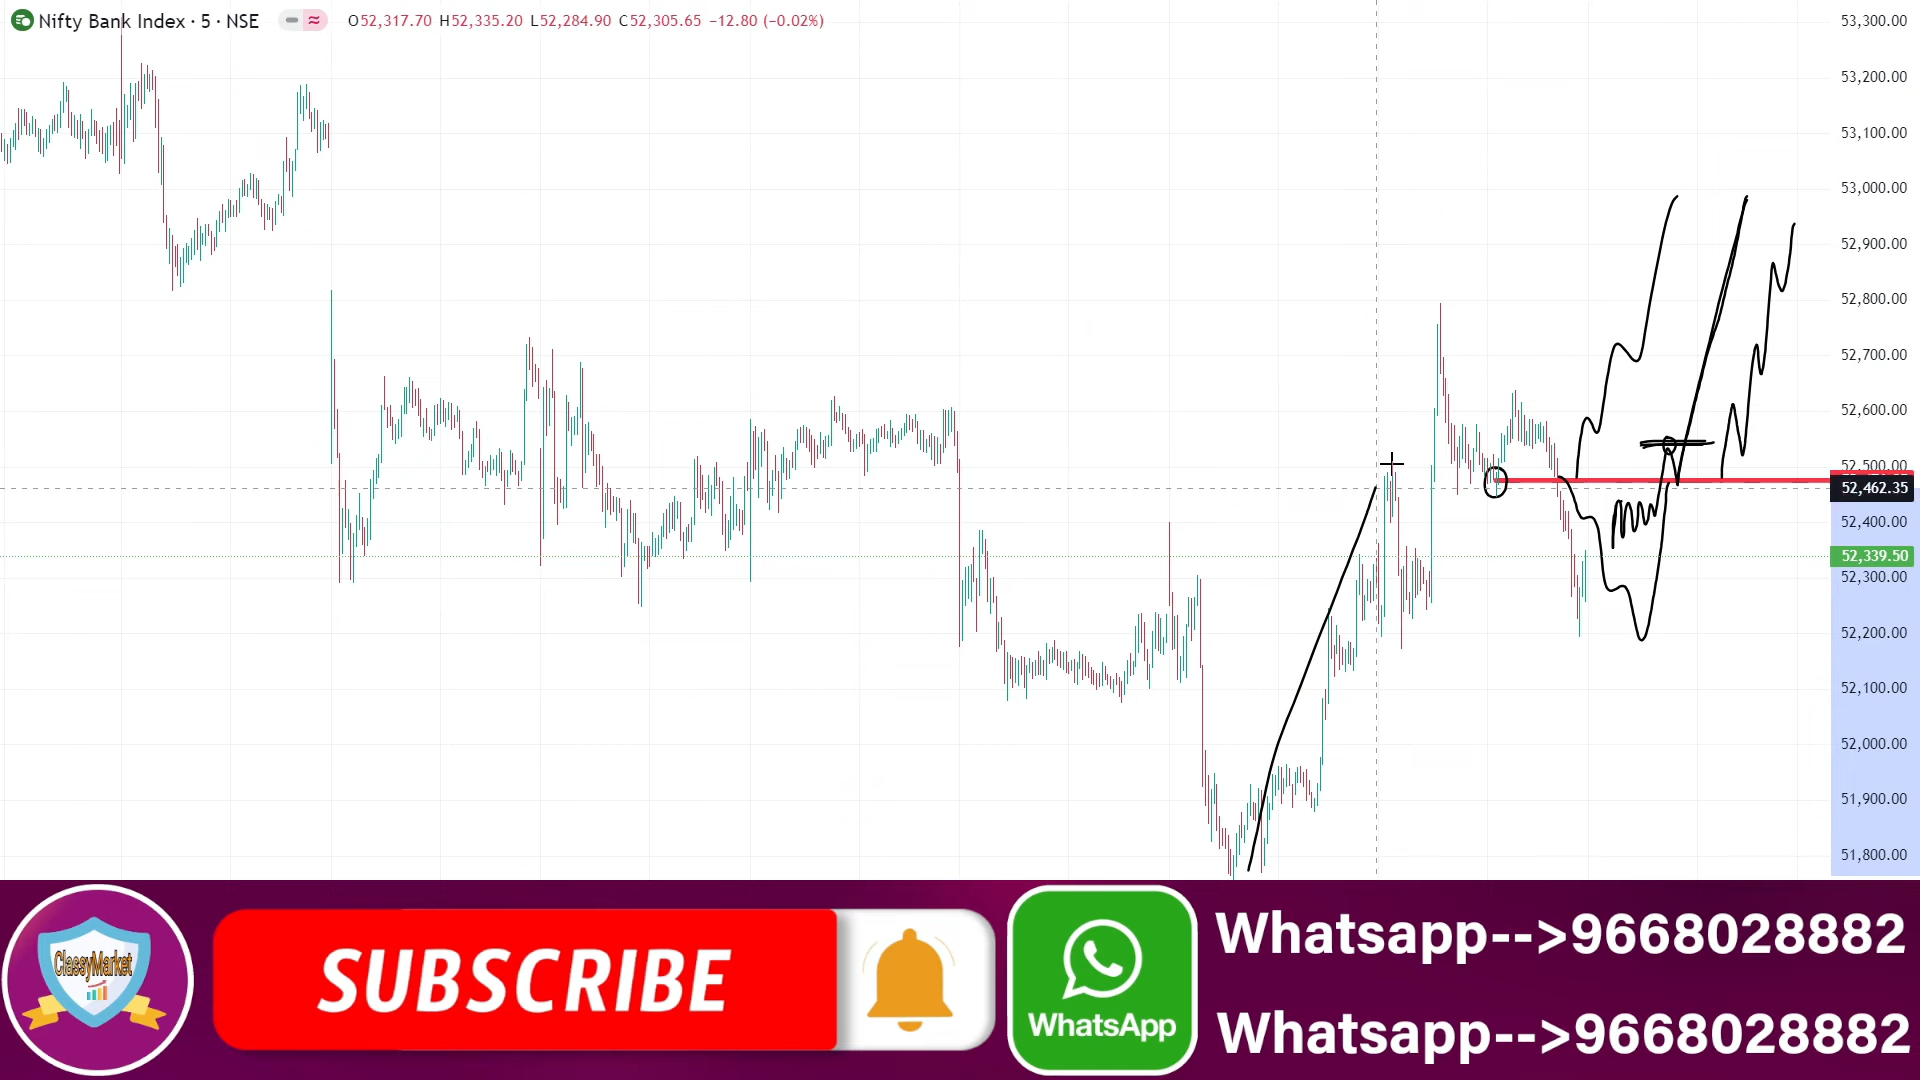 Nifty Bank Index · 5 · NSE
O52,317.70 H52,335.20 L52,284.90 C52,305.65 −12.80 (−0.02%)
53,300.00
53,200.00
53,100.00
53,000.00
52,900.00
52,800.00
52,700.00
52,600.00
52,500.00
52,462.35
52,400.00
52,339.50
52,300.00
52,200.00
52,100.00
52,000.00
51,900.00
51,800.00
ClassyMarket
SUBSCRIBE
WhatsApp
Whatsapp-->9668028882
Whatsapp-->9668028882